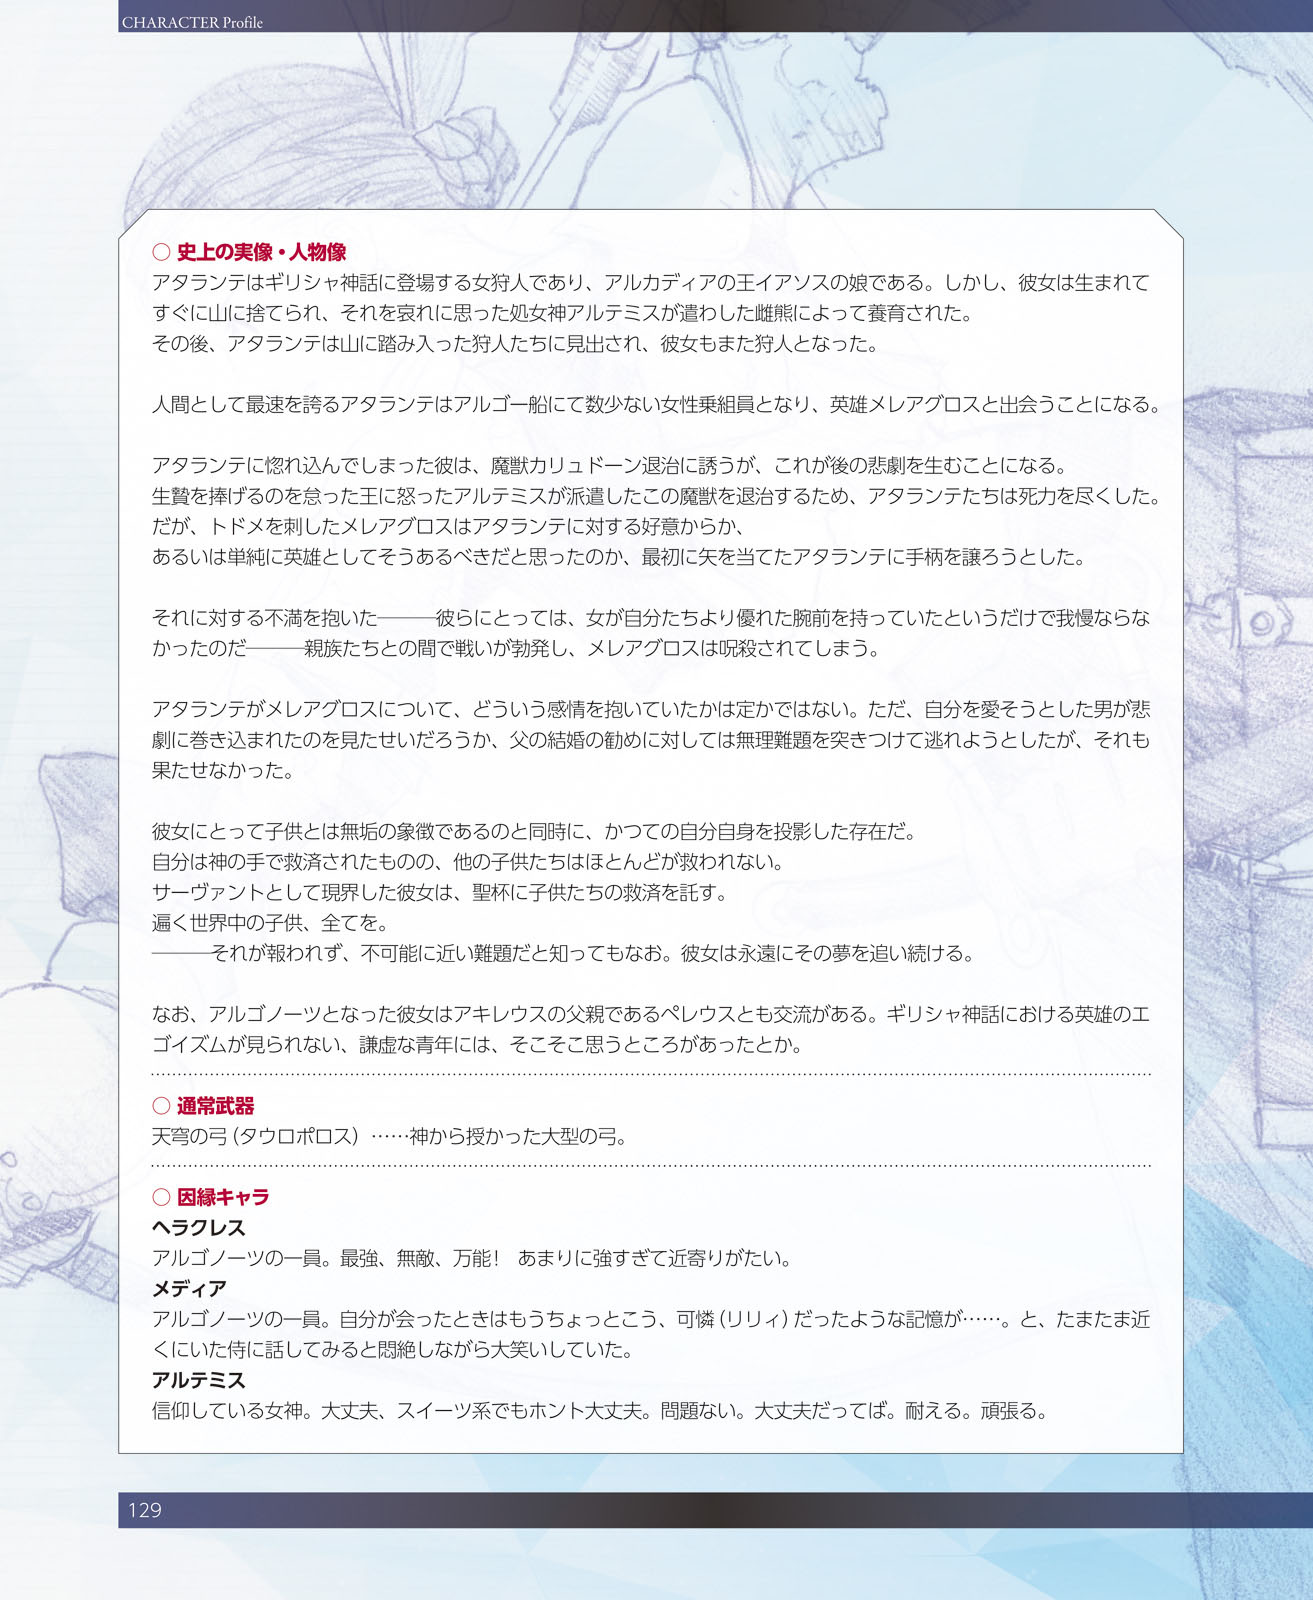 CHARACTER Profile
○ 史上の実像・人物像
アタランテはギリシャ神話に登場する女狩人であり、アルカディアの王イアソスの娘である。しかし、彼女は生まれて
すぐに山に捨てられ、それを哀れに思った処女神アルテミスが遣わした雌熊によって養育された。
その後、アタランテは山に踏み入った狩人たちに見出され、彼女もまた狩人となった。
人間として最速を誇るアタランテはアルゴー船にて数少ない女性乗組員となり、英雄メレアグロスと出会うことになる。
アタランテに惚れ込んでしまった彼は、魔獣カリュドーン退治に誘うが、これが後の悲劇を生むことになる。
生贄を捧げるのを怠った王に怒ったアルテミスが派遣したこの魔獣を退治するため、アタランテたちは死力を尽くした。
だが、トドメを刺したメレアグロスはアタランテに対する好意からか、
あるいは単純に英雄としてそうあるべきだと思ったのか、最初に矢を当てたアタランテに手柄を譲ろうとした。
それに対する不満を抱いた―――彼らにとっては、女が自分たちより優れた腕前を持っていたというだけで我慢ならな
かったのだ―――親族たちとの間で戦いが勃発し、メレアグロスは呪殺されてしまう。
アタランテがメレアグロスについて、どういう感情を抱いていたかは定かではない。ただ、自分を愛そうとした男が悲
劇に巻き込まれたのを見たせいだろうか、父の結婚の勧めに対しては無理難題を突きつけて逃れようとしたが、それも
果たせなかった。
彼女にとって子供とは無垢の象徴であるのと同時に、かつての自分自身を投影した存在だ。
自分は神の手で救済されたものの、他の子供たちはほとんどが救われない。
サーヴァントとして現界した彼女は、聖杯に子供たちの救済を託す。
遍く世界中の子供、全てを。
―――それが報われず、不可能に近い難題だと知ってもなお。彼女は永遠にその夢を追い続ける。
なお、アルゴノーツとなった彼女はアキレウスの父親であるペレウスとも交流がある。ギリシャ神話における英雄のエ
ゴイズムが見られない、謙虚な青年には、そこそこ思うところがあったとか。
○ 通常武器
天穹の弓（タウロポロス）……神から授かった大型の弓。
○ 因縁キャラ
ヘラクレス
アルゴノーツの一員。最強、無敵、万能！ あまりに強すぎて近寄りがたい。
メディア
アルゴノーツの一員。自分が会ったときはもうちょっとこう、可憐（リリィ）だったような記憶が……。と、たまたま近
くにいた侍に話してみると悶絶しながら大笑いしていた。
アルテミス
信仰している女神。大丈夫、スイーツ系でもホント大丈夫。問題ない。大丈夫だってば。耐える。頑張る。
129